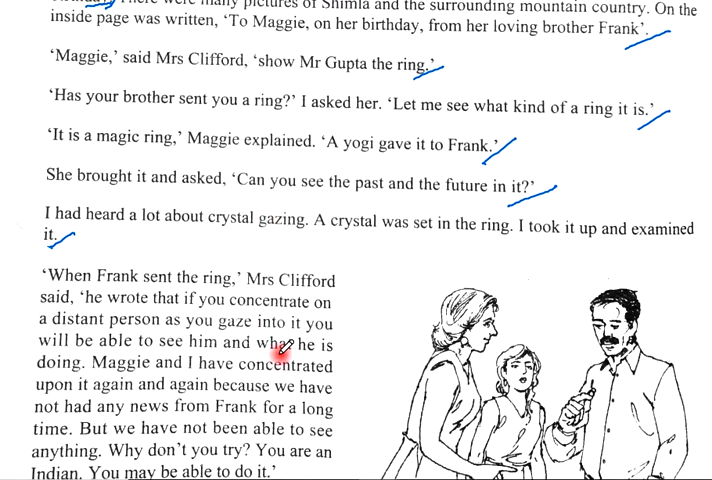 There were many pictures of Shimla and the surrounding mountain country. On the
inside page was written, ‘To Maggie, on her birthday, from her loving brother Frank’.
‘Maggie,’ said Mrs Clifford, ‘show Mr Gupta the ring.’
‘Has your brother sent you a ring?’ I asked her. ‘Let me see what kind of a ring it is.’
‘It is a magic ring,’ Maggie explained. ‘A yogi gave it to Frank.’
She brought it and asked, ‘Can you see the past and the future in it?’
I had heard a lot about crystal gazing. A crystal was set in the ring. I took it up and examined
it.
‘When Frank sent the ring,’ Mrs Clifford
said, ‘he wrote that if you concentrate on
a distant person as you gaze into it you
will be able to see him and what he is
doing. Maggie and I have concentrated
upon it again and again because we have
not had any news from Frank for a long
time. But we have not been able to see
anything. Why don’t you try? You are an
Indian. You may be able to do it.’